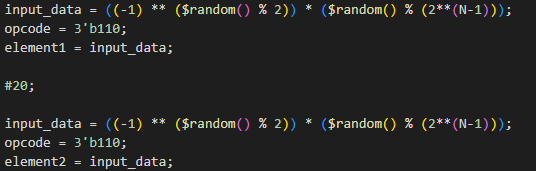 input_data = ((-1) ** ($random() % 2)) * ($random() % (2**(N-1)));
opcode = 3'b110;
element1 = input_data;
#20;
input_data = ((-1) ** ($random() % 2)) * ($random() % (2**(N-1)));
opcode = 3'b110;
element2 = input_data;